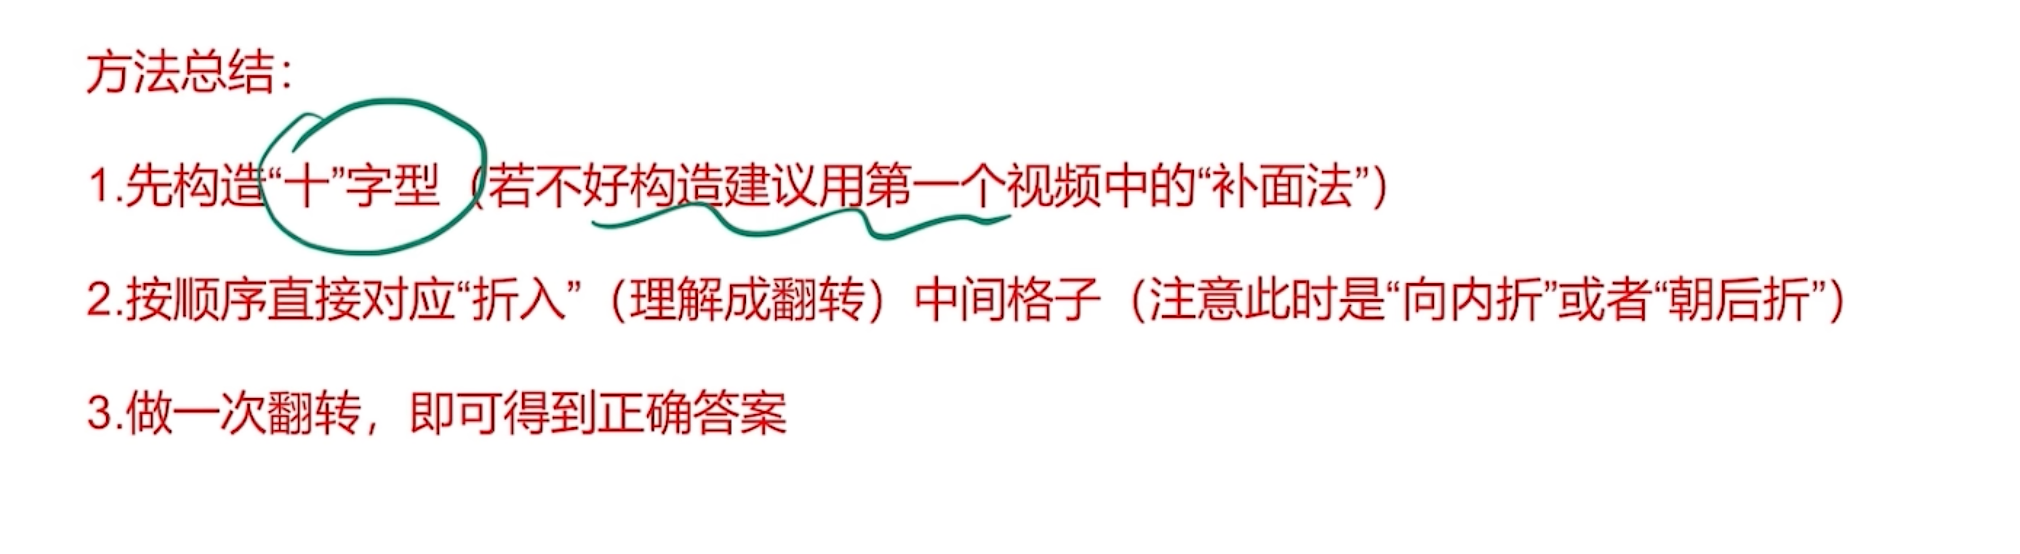 方法总结：
1.先构造“十”字型（若不好构造建议用第一个视频中的“补面法”）
2.按顺序直接对应“折入”（理解成翻转）中间格子（注意此时是“向内折”或者“朝后折”）
3.做一次翻转，即可得到正确答案